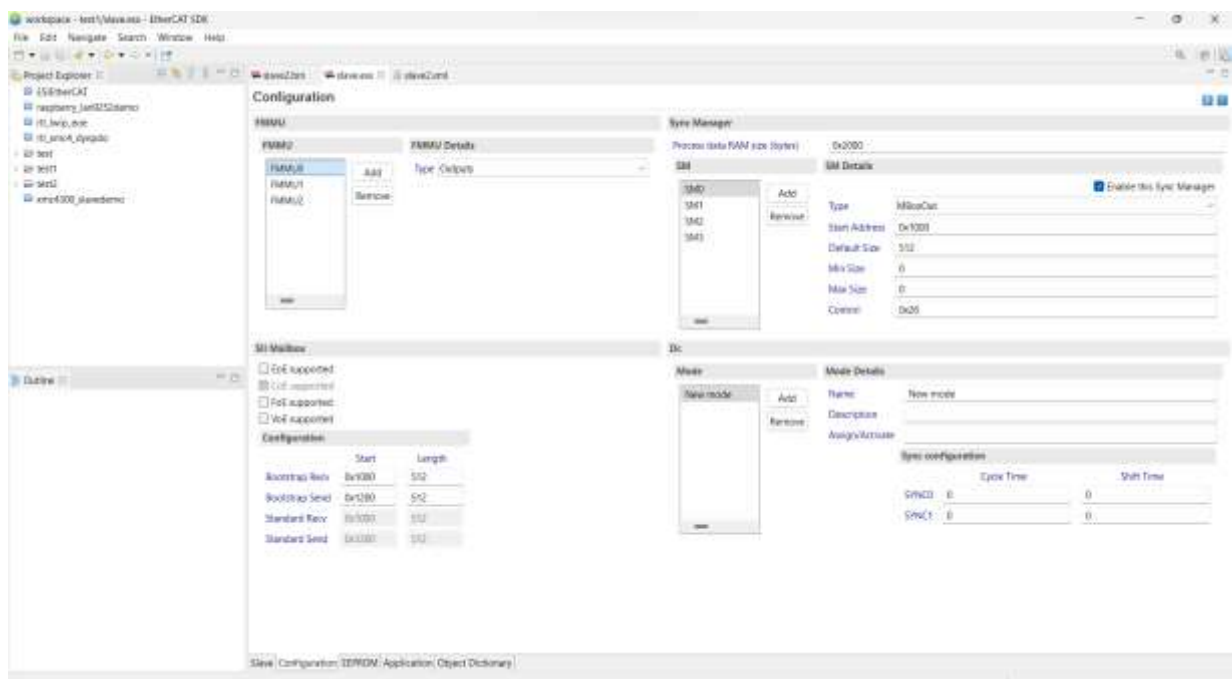 workspace - test1/slave.esx - EtherCAT SDK
File Edit Navigate Search Window Help
Project Explorer
slave2.xml
ESIEtherCAT
raspberry_lan9252demo
test
test1
test2
xmc4300_slavedemo
Outline
Configuration
FMMU
FMMU
FMMU0
FMMU1
FMMU2
Add
Remove
FMMU Details
Type Outputs
Sync Manager
Process data RAM size (bytes) 0x2000
SM
SM0
SM1
SM2
SM3
Add
Remove
SM Details
Enable this Sync Manager
Type MBoxOut
Start Address 0x1000
Default Size 512
Min Size 0
Max Size 0
Control 0x26
SII Mailbox
EoE supported
CoE supported
FoE supported
VoE supported
Configuration
Start Length
Bootstrap Recv 0x1000 512
Bootstrap Send 0x1200 512
Standard Recv 0x1000 512
Standard Send 0x1200 512
Dc
Mode
New mode
Add
Remove
Mode Details
Name New mode
Description
AssignActivate
Sync configuration
Cycle Time Shift Time
SYNC0 0 0
SYNC1 0 0
Slave Configuration EEPROM Application Object Dictionary